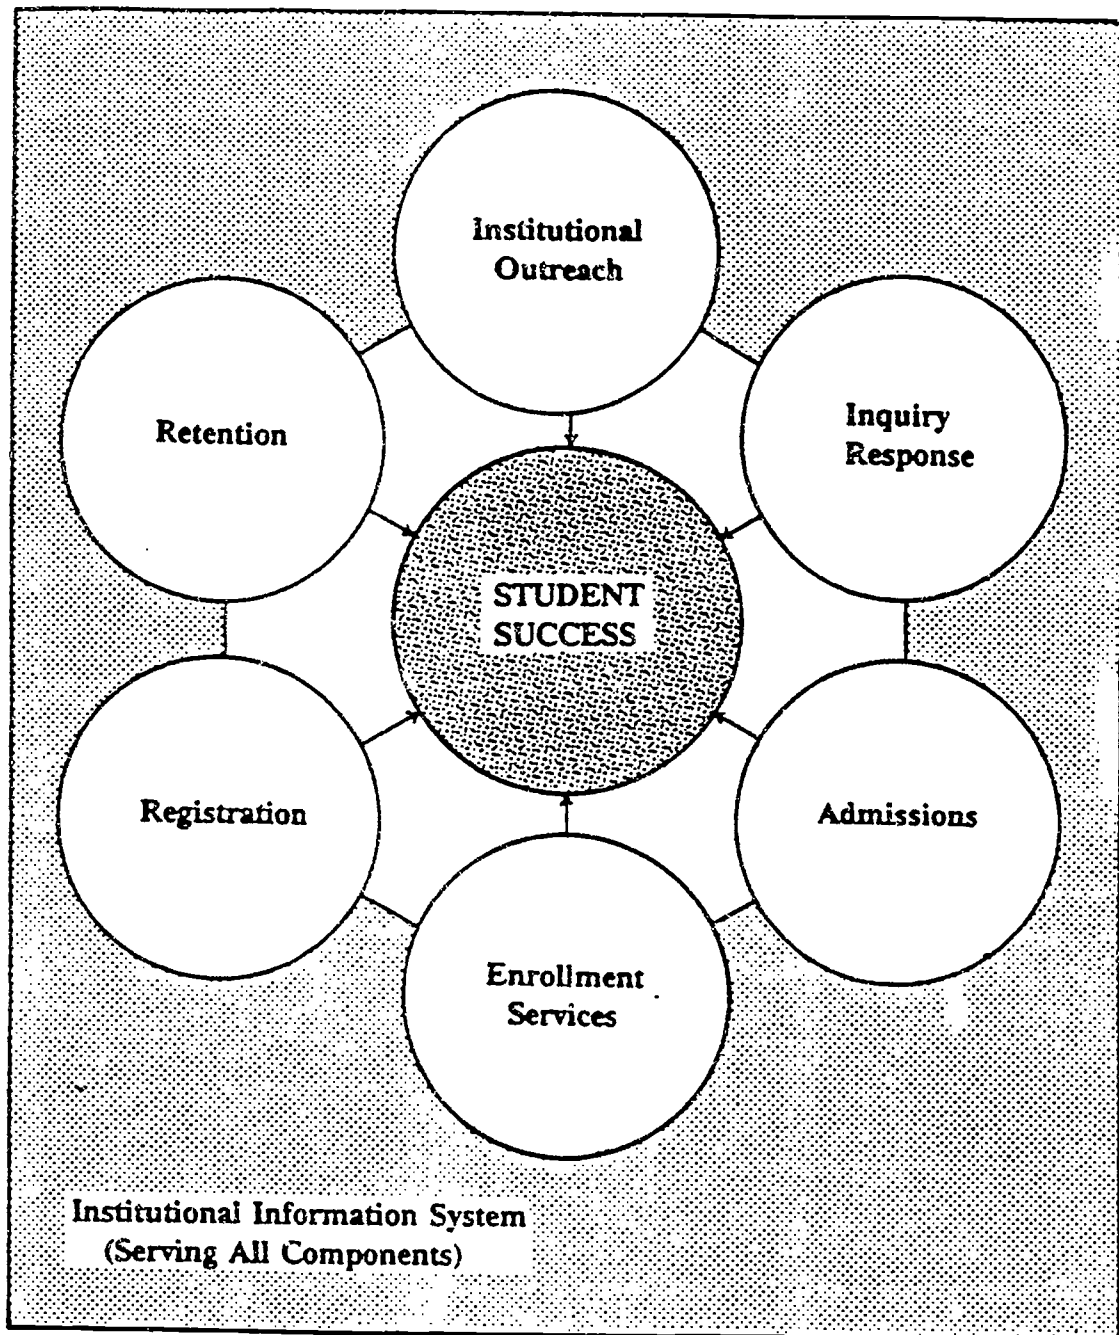 Institutional
Outreach
Retention
Inquiry
Response
STUDENT
SUCCESS
Registration
Admissions
Enrollment
Services
Institutional Information System
(Serving All Components)